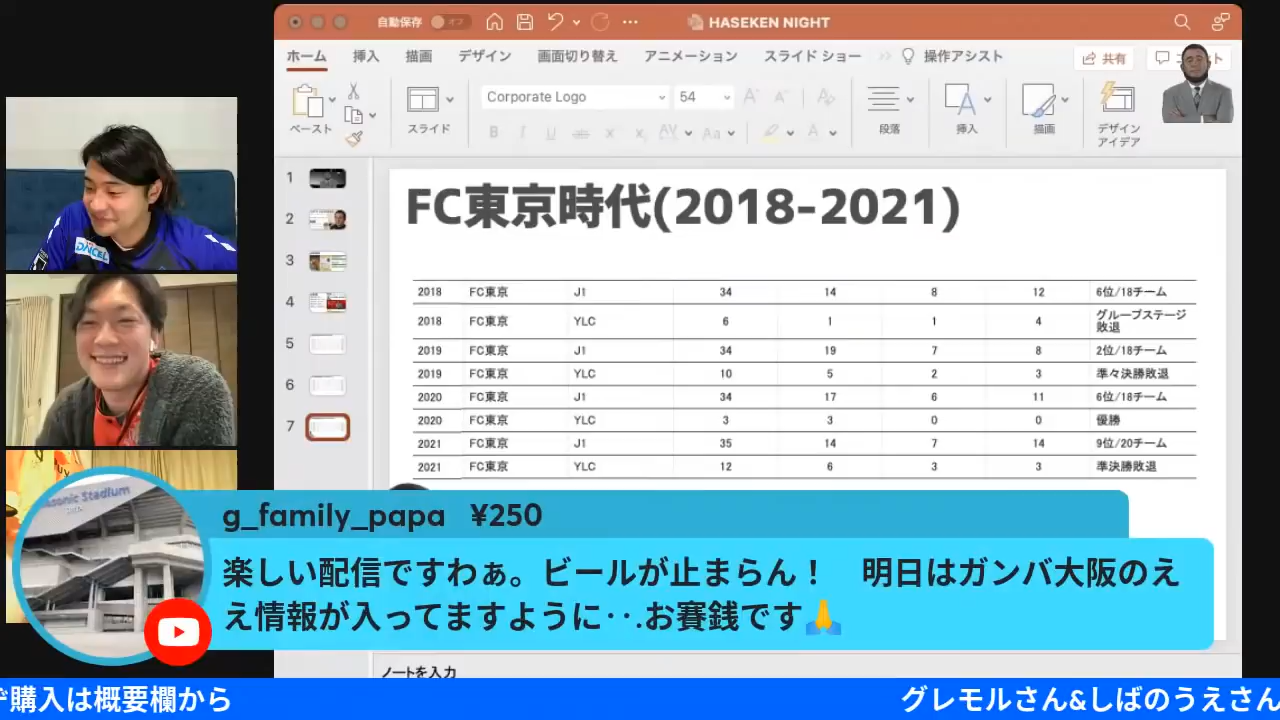 自動保存 オフ
HASEKEN NIGHT
ホーム 挿入 描画 デザイン 画面切り替え アニメーション スライド ショー 操作アシスト 共有
ペースト スライド Corporate Logo 54 段落 挿入 描画 デザイン
アイデア
1
2
3
4
5
6
7
FC東京時代(2018-2021)
2018 FC東京 J1 34 14 8 12 6位/18チーム
2018 FC東京 YLC 6 1 1 4 グループステージ
敗退
2019 FC東京 J1 34 19 7 8 2位/18チーム
2019 FC東京 YLC 10 5 2 3 準々決勝敗退
2020 FC東京 J1 34 17 6 11 6位/18チーム
2020 FC東京 YLC 3 3 0 0 優勝
2021 FC東京 J1 35 14 7 14 9位/20チーム
2021 FC東京 YLC 12 6 3 3 準決勝敗退
DAICEL
g_family_papa ¥250
楽しい配信ですわぁ。ビールが止まらん！ 明日はガンバ大阪のえ
え情報が入ってますように‥.お賽銭です🙏
ノートを入力
購入は概要欄から グレモルさん&しばのうえさん